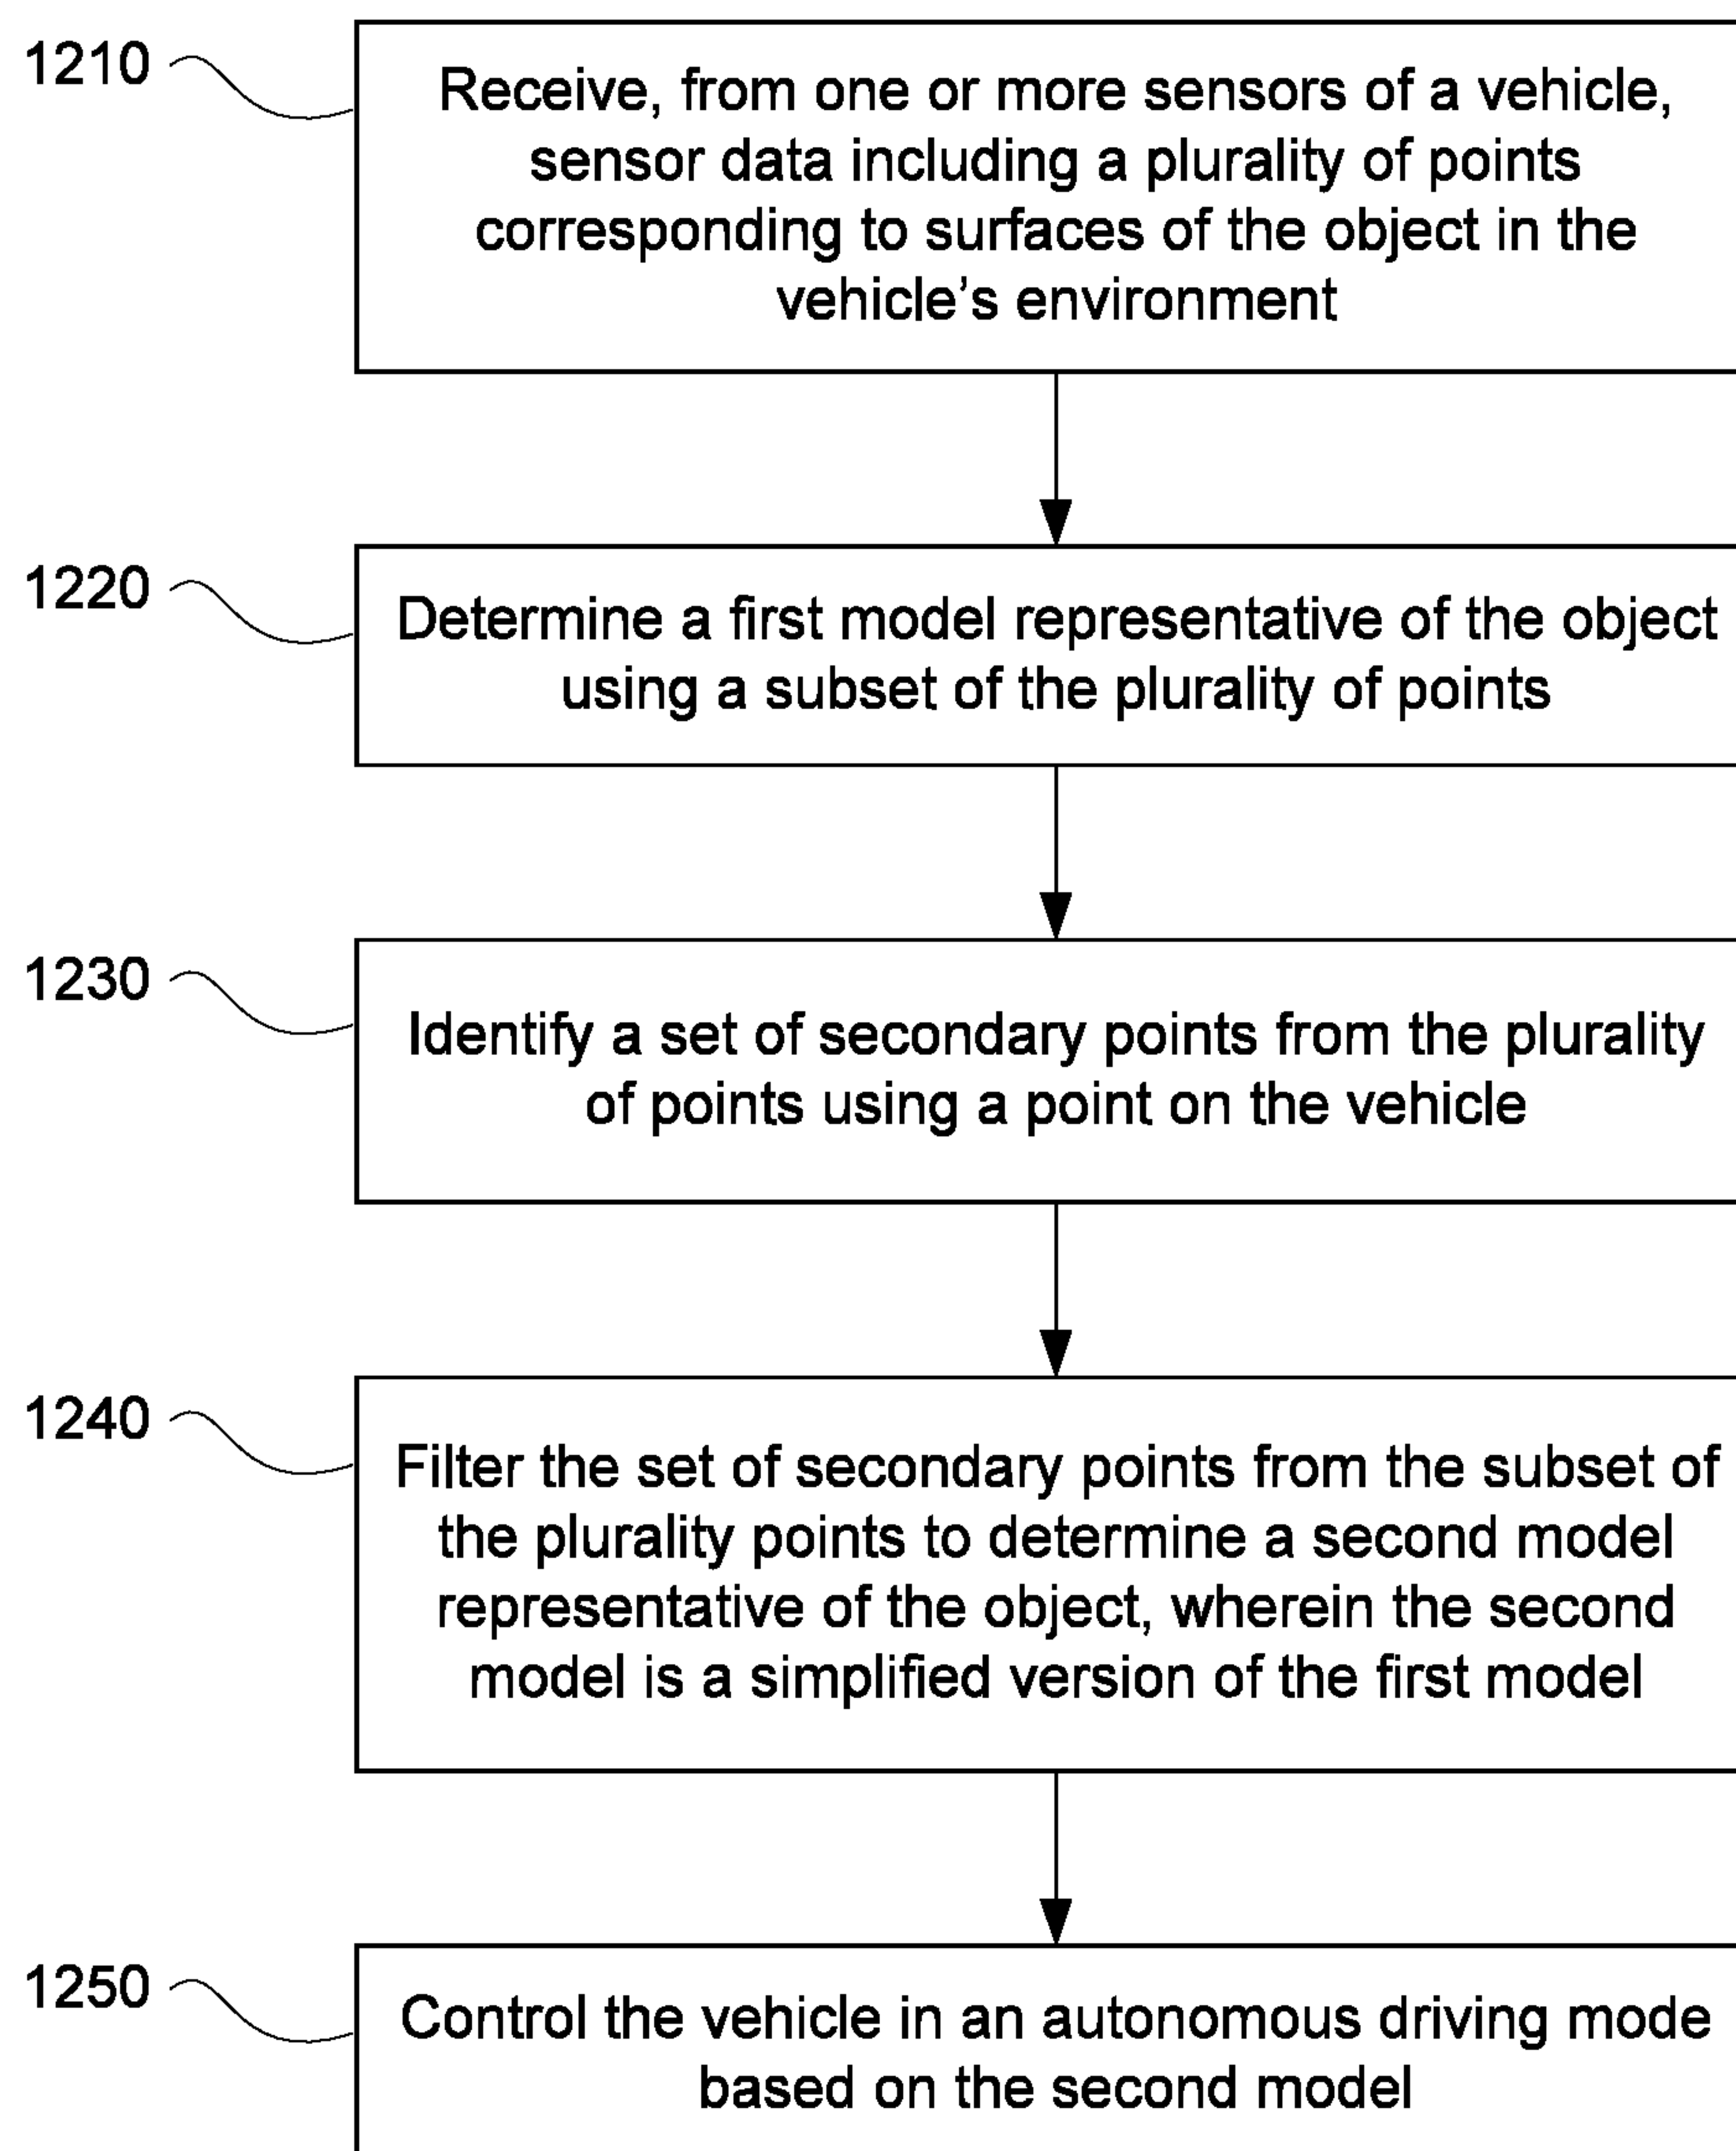 1210
Receive, from one or more sensors of a vehicle,
sensor data including a plurality of points
corresponding to surfaces of the object in the
vehicle's environment
1220
Determine a first model representative of the object
using a subset of the plurality of points
1230
Identify a set of secondary points from the plurality
of points using a point on the vehicle
1240
Filter the set of secondary points from the subset of
the plurality points to determine a second model
representative of the object, wherein the second
model is a simplified version of the first model
1250
Control the vehicle in an autonomous driving mode
based on the second model